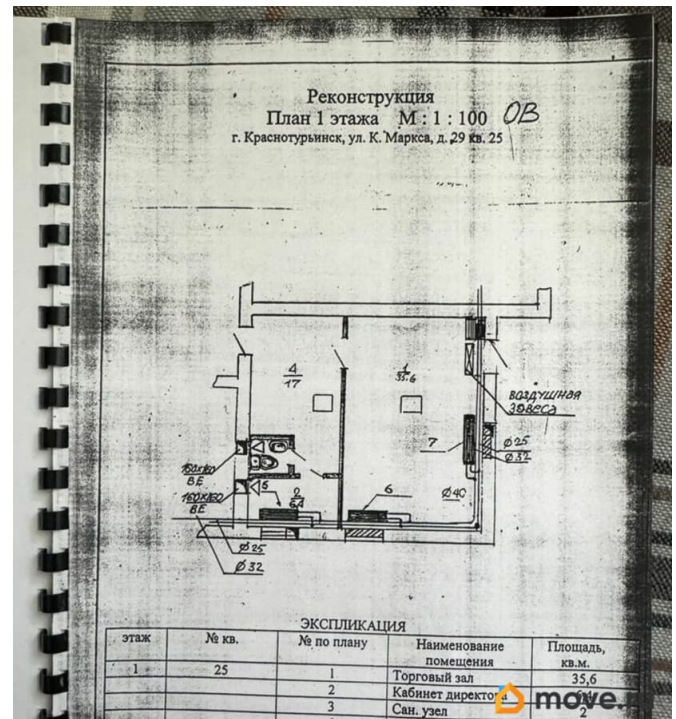 Реконструкция
План 1 этажа М : 1 : 100 ОВ
г. Краснотурьинск, ул. К. Маркса, д. 29 кв. 25
4
17
1
35.6
ВОЗДУШНАЯ
ЗАВЕСА
7
Ø25
Ø32
ВЕ
160х160
ВЕ
5
2
6
Ø40
Ø25
Ø32
ЭКСПЛИКАЦИЯ
этаж № кв. № по плану Наименование помещения Площадь, кв.м.
1 25 1 Торговый зал 35,6
2 Кабинет директора
3 Сан. узел 2
move.